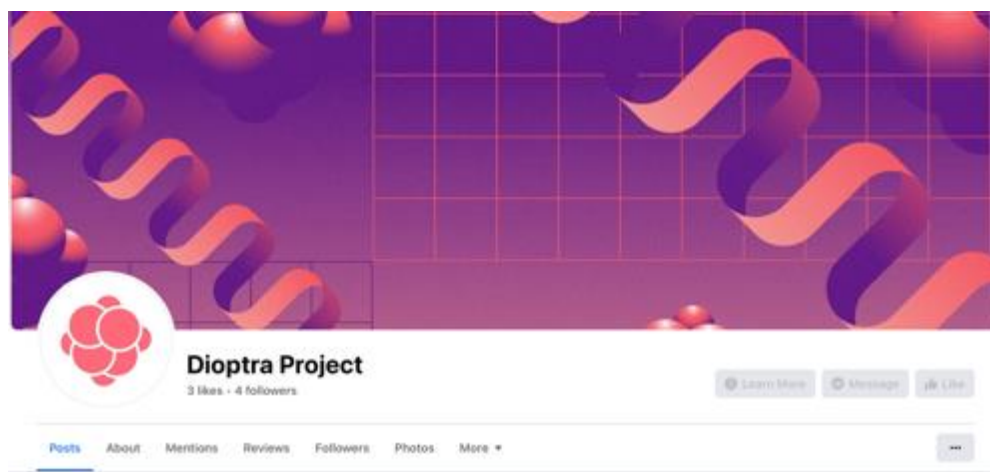 Dioptra Project
3 likes • 4 followers
Learn More Message Like
Posts About Mentions Reviews Followers Photos More